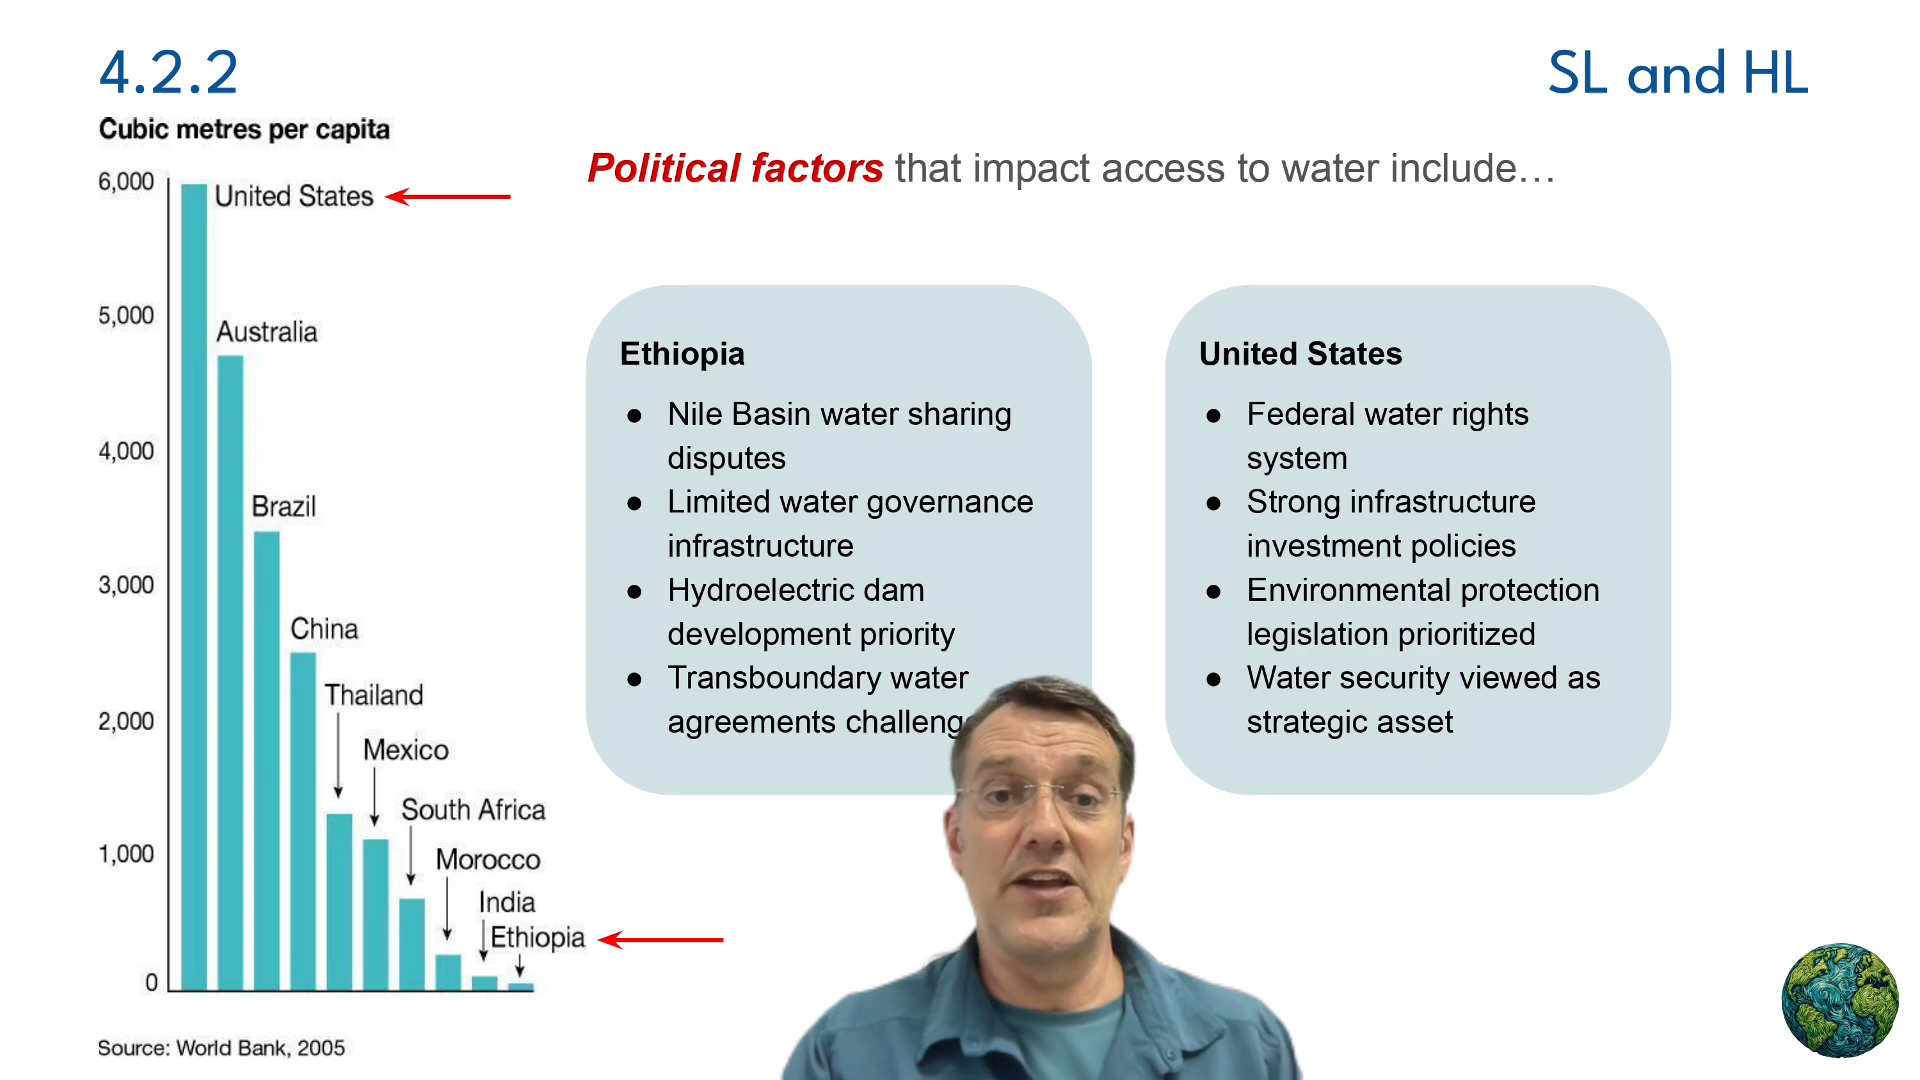 4.2.2
SL and HL
Cubic metres per capita
6,000
5,000
4,000
3,000
2,000
1,000
0
United States
Australia
Brazil
China
Thailand
Mexico
South Africa
Morocco
India
Ethiopia
Source: World Bank, 2005
Political factors that impact access to water include…
Ethiopia
● Nile Basin water sharing
disputes
● Limited water governance
infrastructure
● Hydroelectric dam
development priority
● Transboundary water
agreements
United States
● Federal water rights
system
● Strong infrastructure
investment policies
● Environmental protection
legislation prioritized
● Water security viewed as
strategic asset